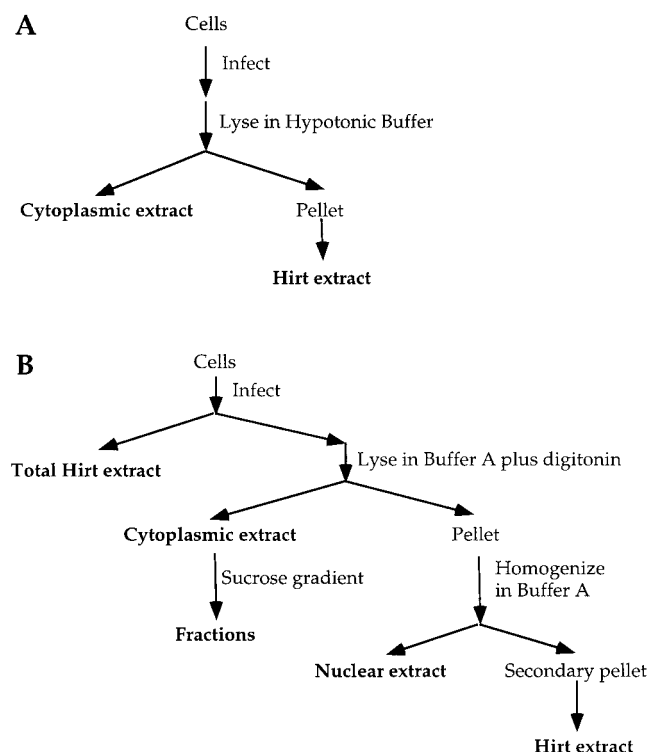 A
Cells
Infect
Lyse in Hypotonic Buffer
Cytoplasmic extract
Pellet
Hirt extract
B
Cells
Infect
Total Hirt extract
Lyse in Buffer A plus digitonin
Cytoplasmic extract
Pellet
Sucrose gradient
Homogenize
in Buffer A
Fractions
Nuclear extract
Secondary pellet
Hirt extract